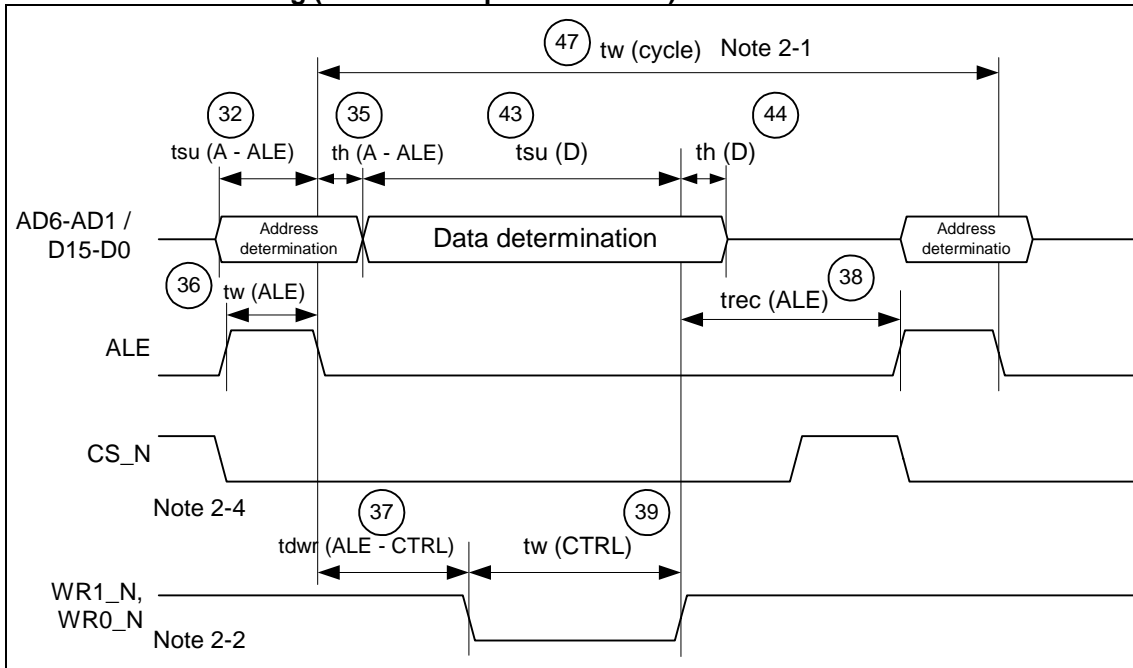 47 tw (cycle) Note 2-1
32 35 43 44
tsu (A - ALE) th (A - ALE) tsu (D) th (D)
AD6-AD1 /
D15-D0
Address
determination
Data determination
Address
determinatio
36 tw (ALE)
trec (ALE) 38
ALE
CS_N
Note 2-4
37 39
tdwr (ALE - CTRL) tw (CTRL)
WR1_N,
WR0_N
Note 2-2